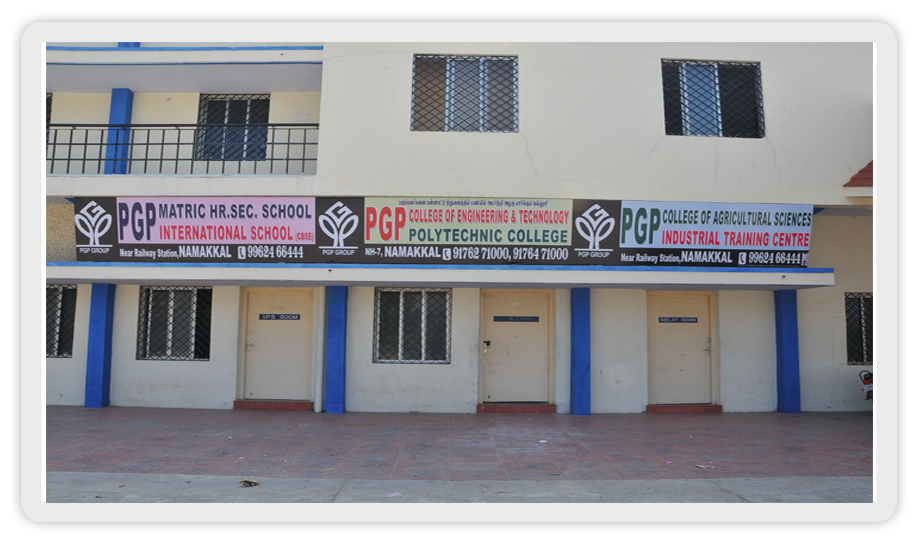 PGP GROUP
PGP MATRIC HR.SEC. SCHOOL
INTERNATIONAL SCHOOL (CBSE)
Near Railway Station, NAMAKKAL 99624 66444
PGP GROUP
PGP COLLEGE OF ENGINEERING & TECHNOLOGY
POLYTECHNIC COLLEGE
NH-7, NAMAKKAL 91762 71000, 91764 71000
PGP GROUP
PGP COLLEGE OF AGRICULTURAL SCIENCES
INDUSTRIAL TRAINING CENTRE
Near Railway Station, NAMAKKAL 99624 66444
ROOM
RELAY ROOM